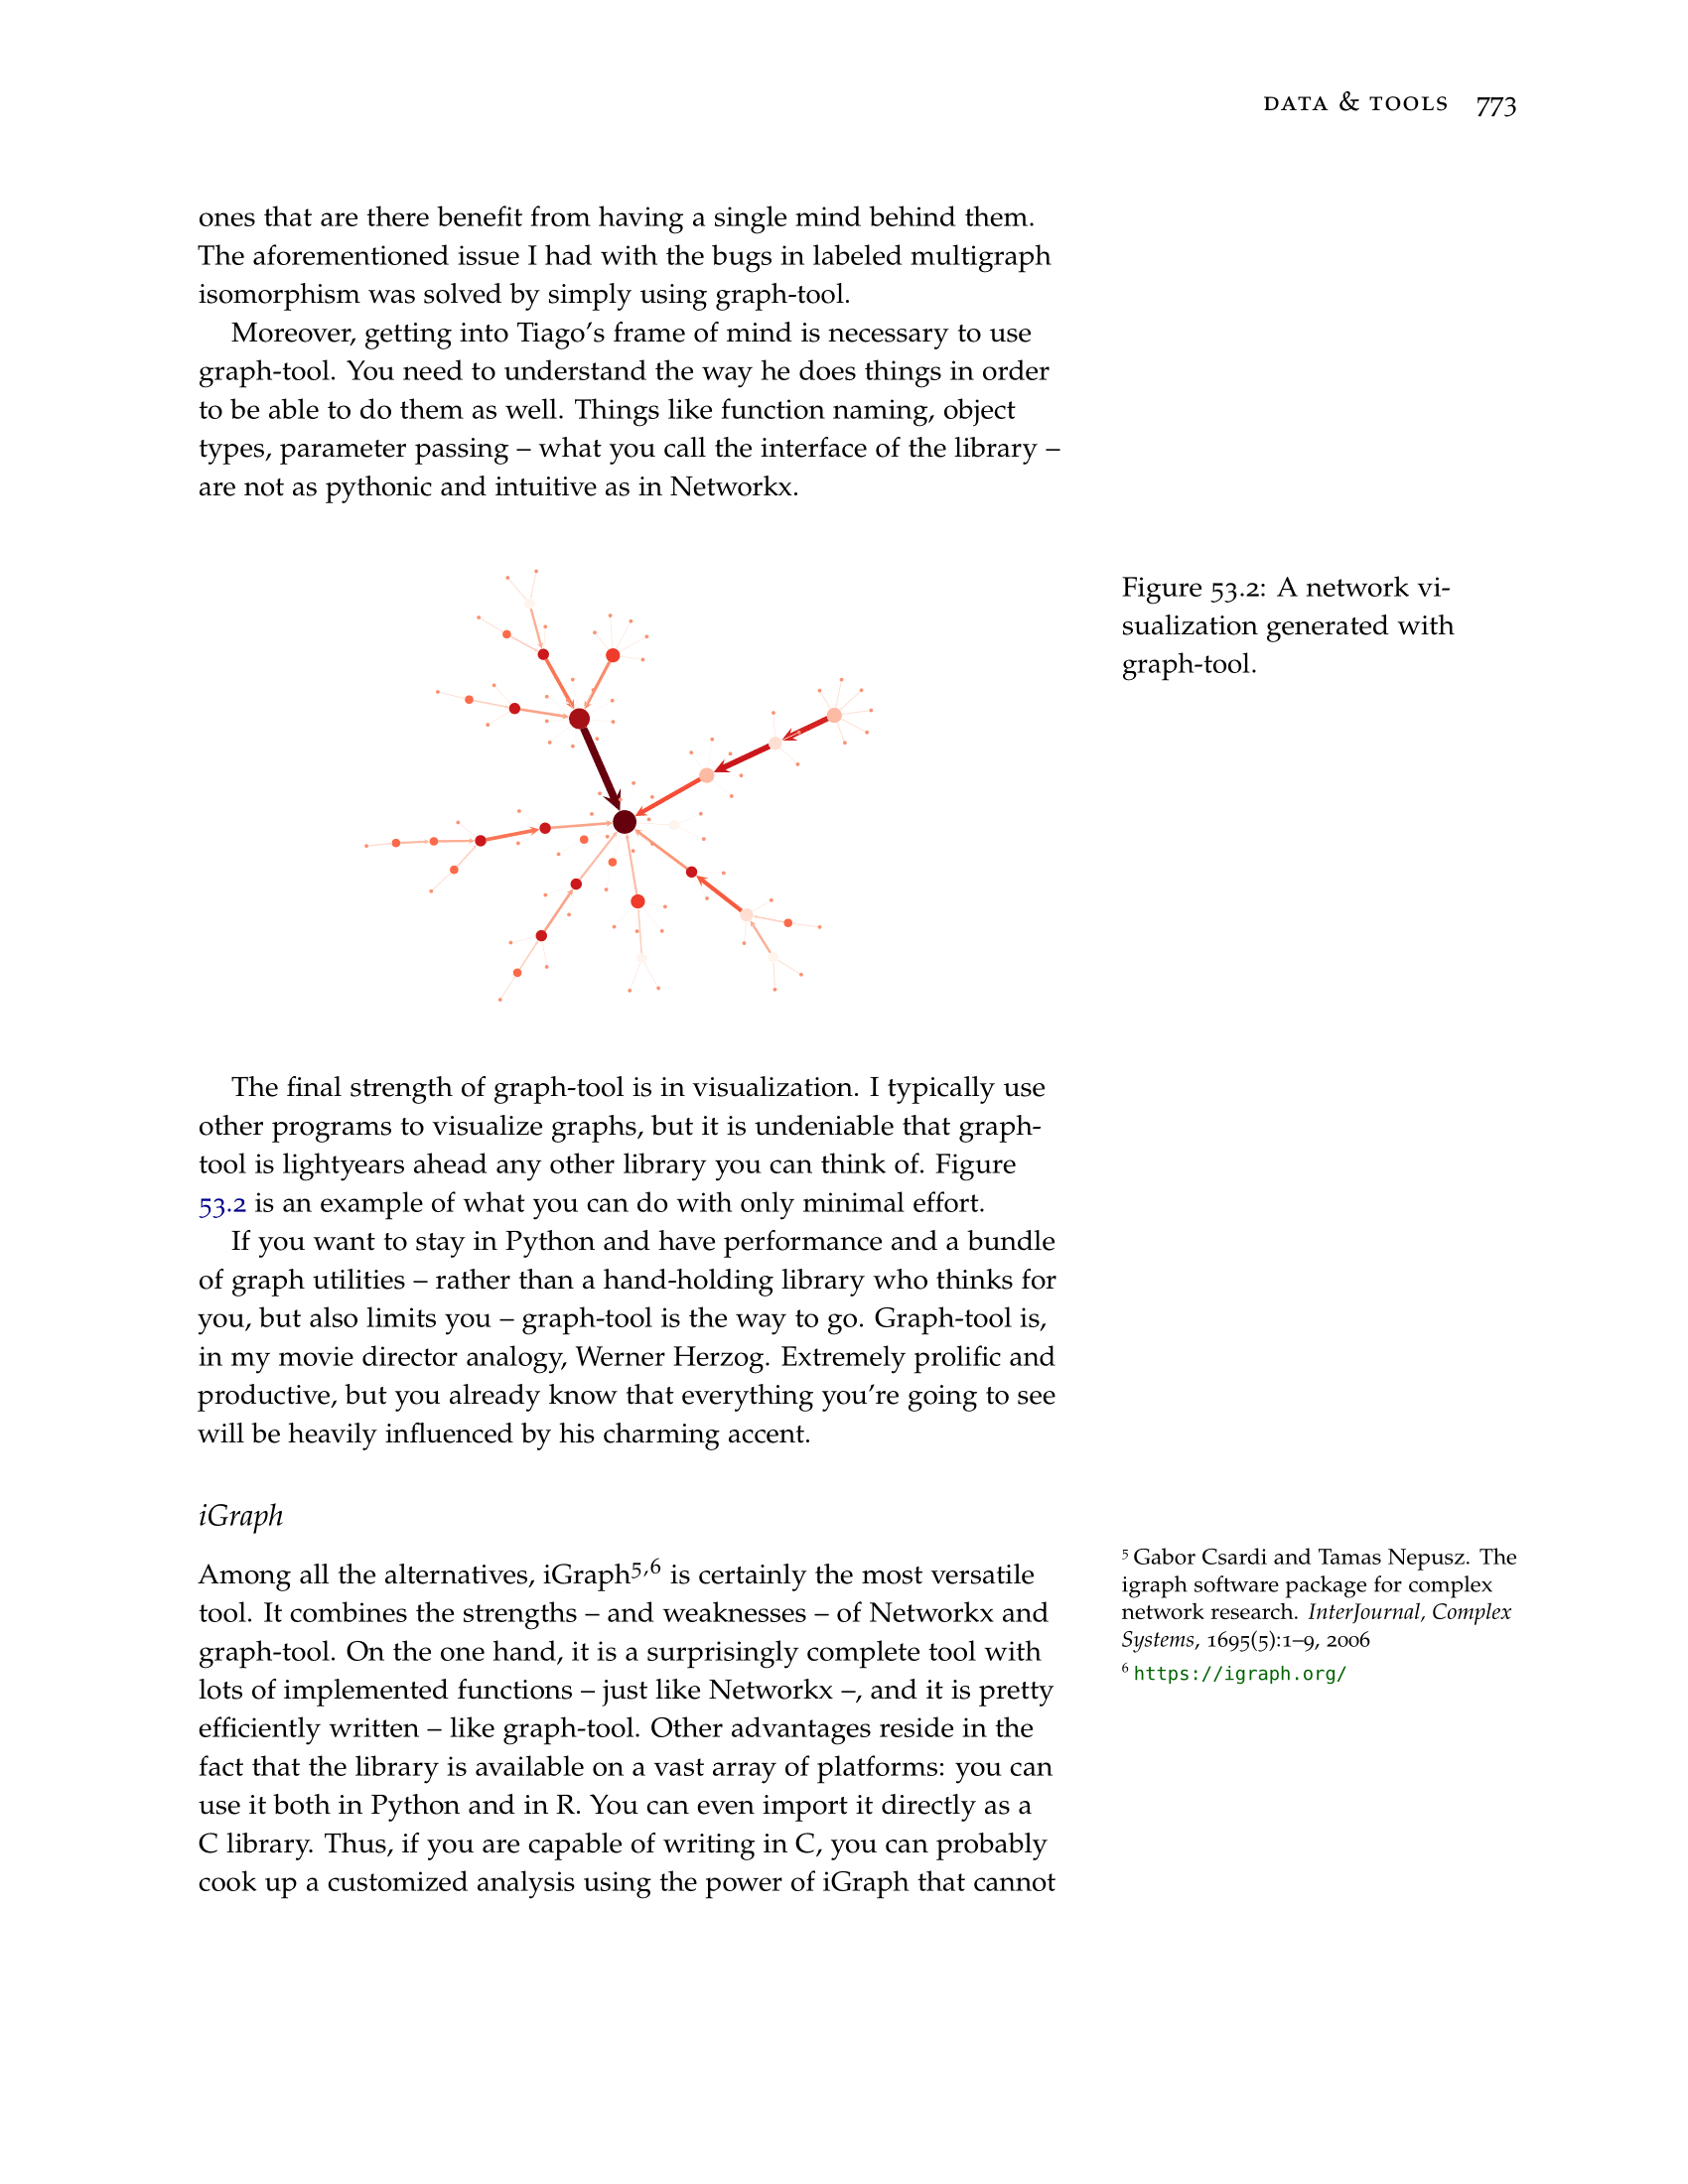 DATA & TOOLS 773
ones that are there benefit from having a single mind behind them.
The aforementioned issue I had with the bugs in labeled multigraph
isomorphism was solved by simply using graph-tool.
Moreover, getting into Tiago's frame of mind is necessary to use
graph-tool. You need to understand the way he does things in order
to be able to do them as well. Things like function naming, object
types, parameter passing – what you call the interface of the library –
are not as pythonic and intuitive as in Networkx.
Figure 53.2: A network vi-
sualization generated with
graph-tool.
The final strength of graph-tool is in visualization. I typically use
other programs to visualize graphs, but it is undeniable that graph-
tool is lightyears ahead any other library you can think of. Figure
53.2 is an example of what you can do with only minimal effort.
If you want to stay in Python and have performance and a bundle
of graph utilities – rather than a hand-holding library who thinks for
you, but also limits you – graph-tool is the way to go. Graph-tool is,
in my movie director analogy, Werner Herzog. Extremely prolific and
productive, but you already know that everything you're going to see
will be heavily influenced by his charming accent.
iGraph
Among all the alternatives, iGraph5,6 is certainly the most versatile
tool. It combines the strengths – and weaknesses – of Networkx and
graph-tool. On the one hand, it is a surprisingly complete tool with
lots of implemented functions – just like Networkx –, and it is pretty
efficiently written – like graph-tool. Other advantages reside in the
fact that the library is available on a vast array of platforms: you can
use it both in Python and in R. You can even import it directly as a
C library. Thus, if you are capable of writing in C, you can probably
cook up a customized analysis using the power of iGraph that cannot
5 Gabor Csardi and Tamas Nepusz. The
igraph software package for complex
network research. InterJournal, Complex
Systems, 1695(5):1–9, 2006
6 https://igraph.org/